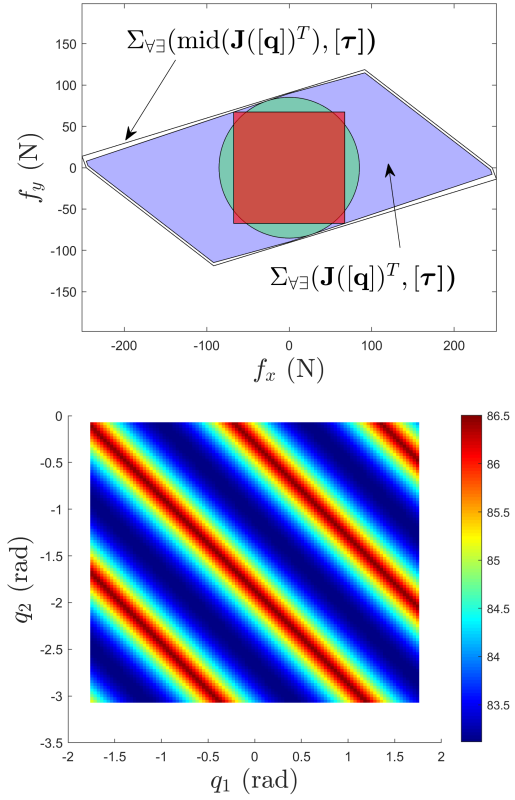 Σ∀∃(mid(J([q])ᵀ), [τ])
150
100
50
0
-50
-100
-150
f_y (N)
Σ∀∃(J([q])ᵀ, [τ])
-200 -100 0 100 200
f_x (N)
0
-0.5
-1
-1.5
-2
-2.5
-3
-3.5
q₂ (rad)
-2 -1.5 -1 -0.5 0 0.5 1 1.5 2
q₁ (rad)
86.5
86
85.5
85
84.5
84
83.5